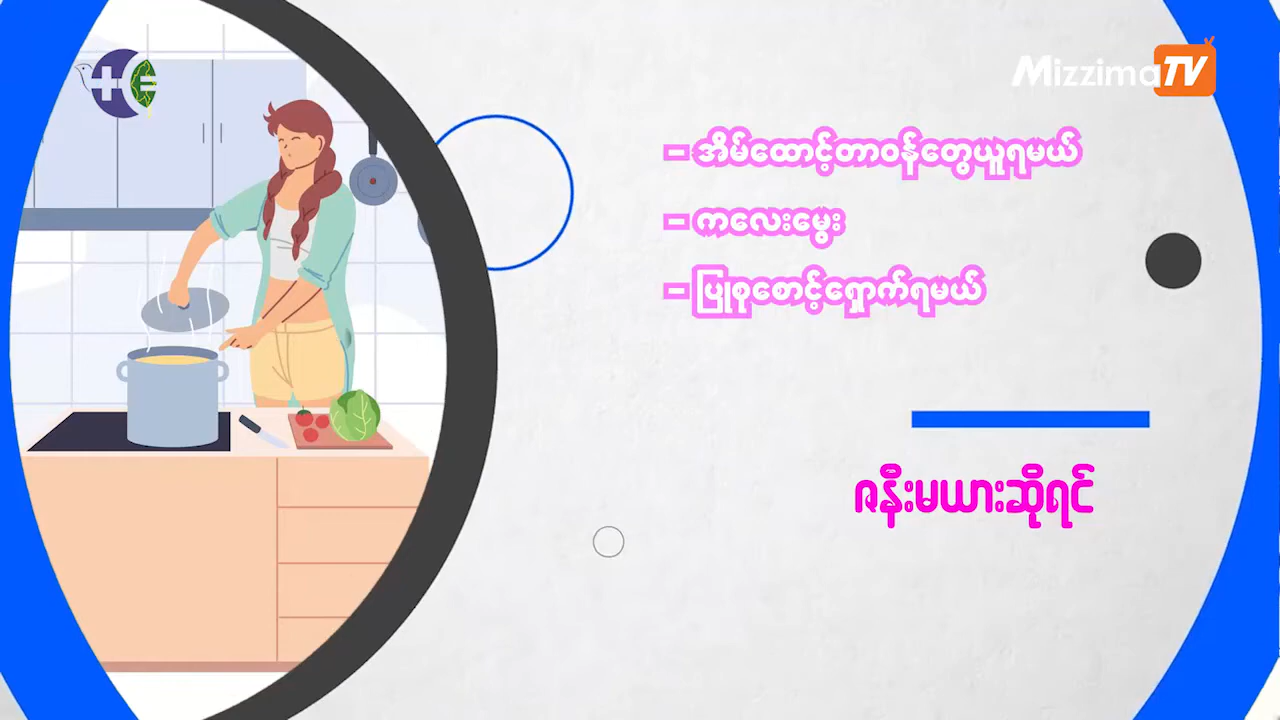 MizzimaTV
- အိမ်ထောင့်တာဝန်တွေယူရမယ်
- ကလေးမွေး
- ပြုစုစောင့်ရှောက်ရမယ်
ဇနီးမယားဆိုရင်